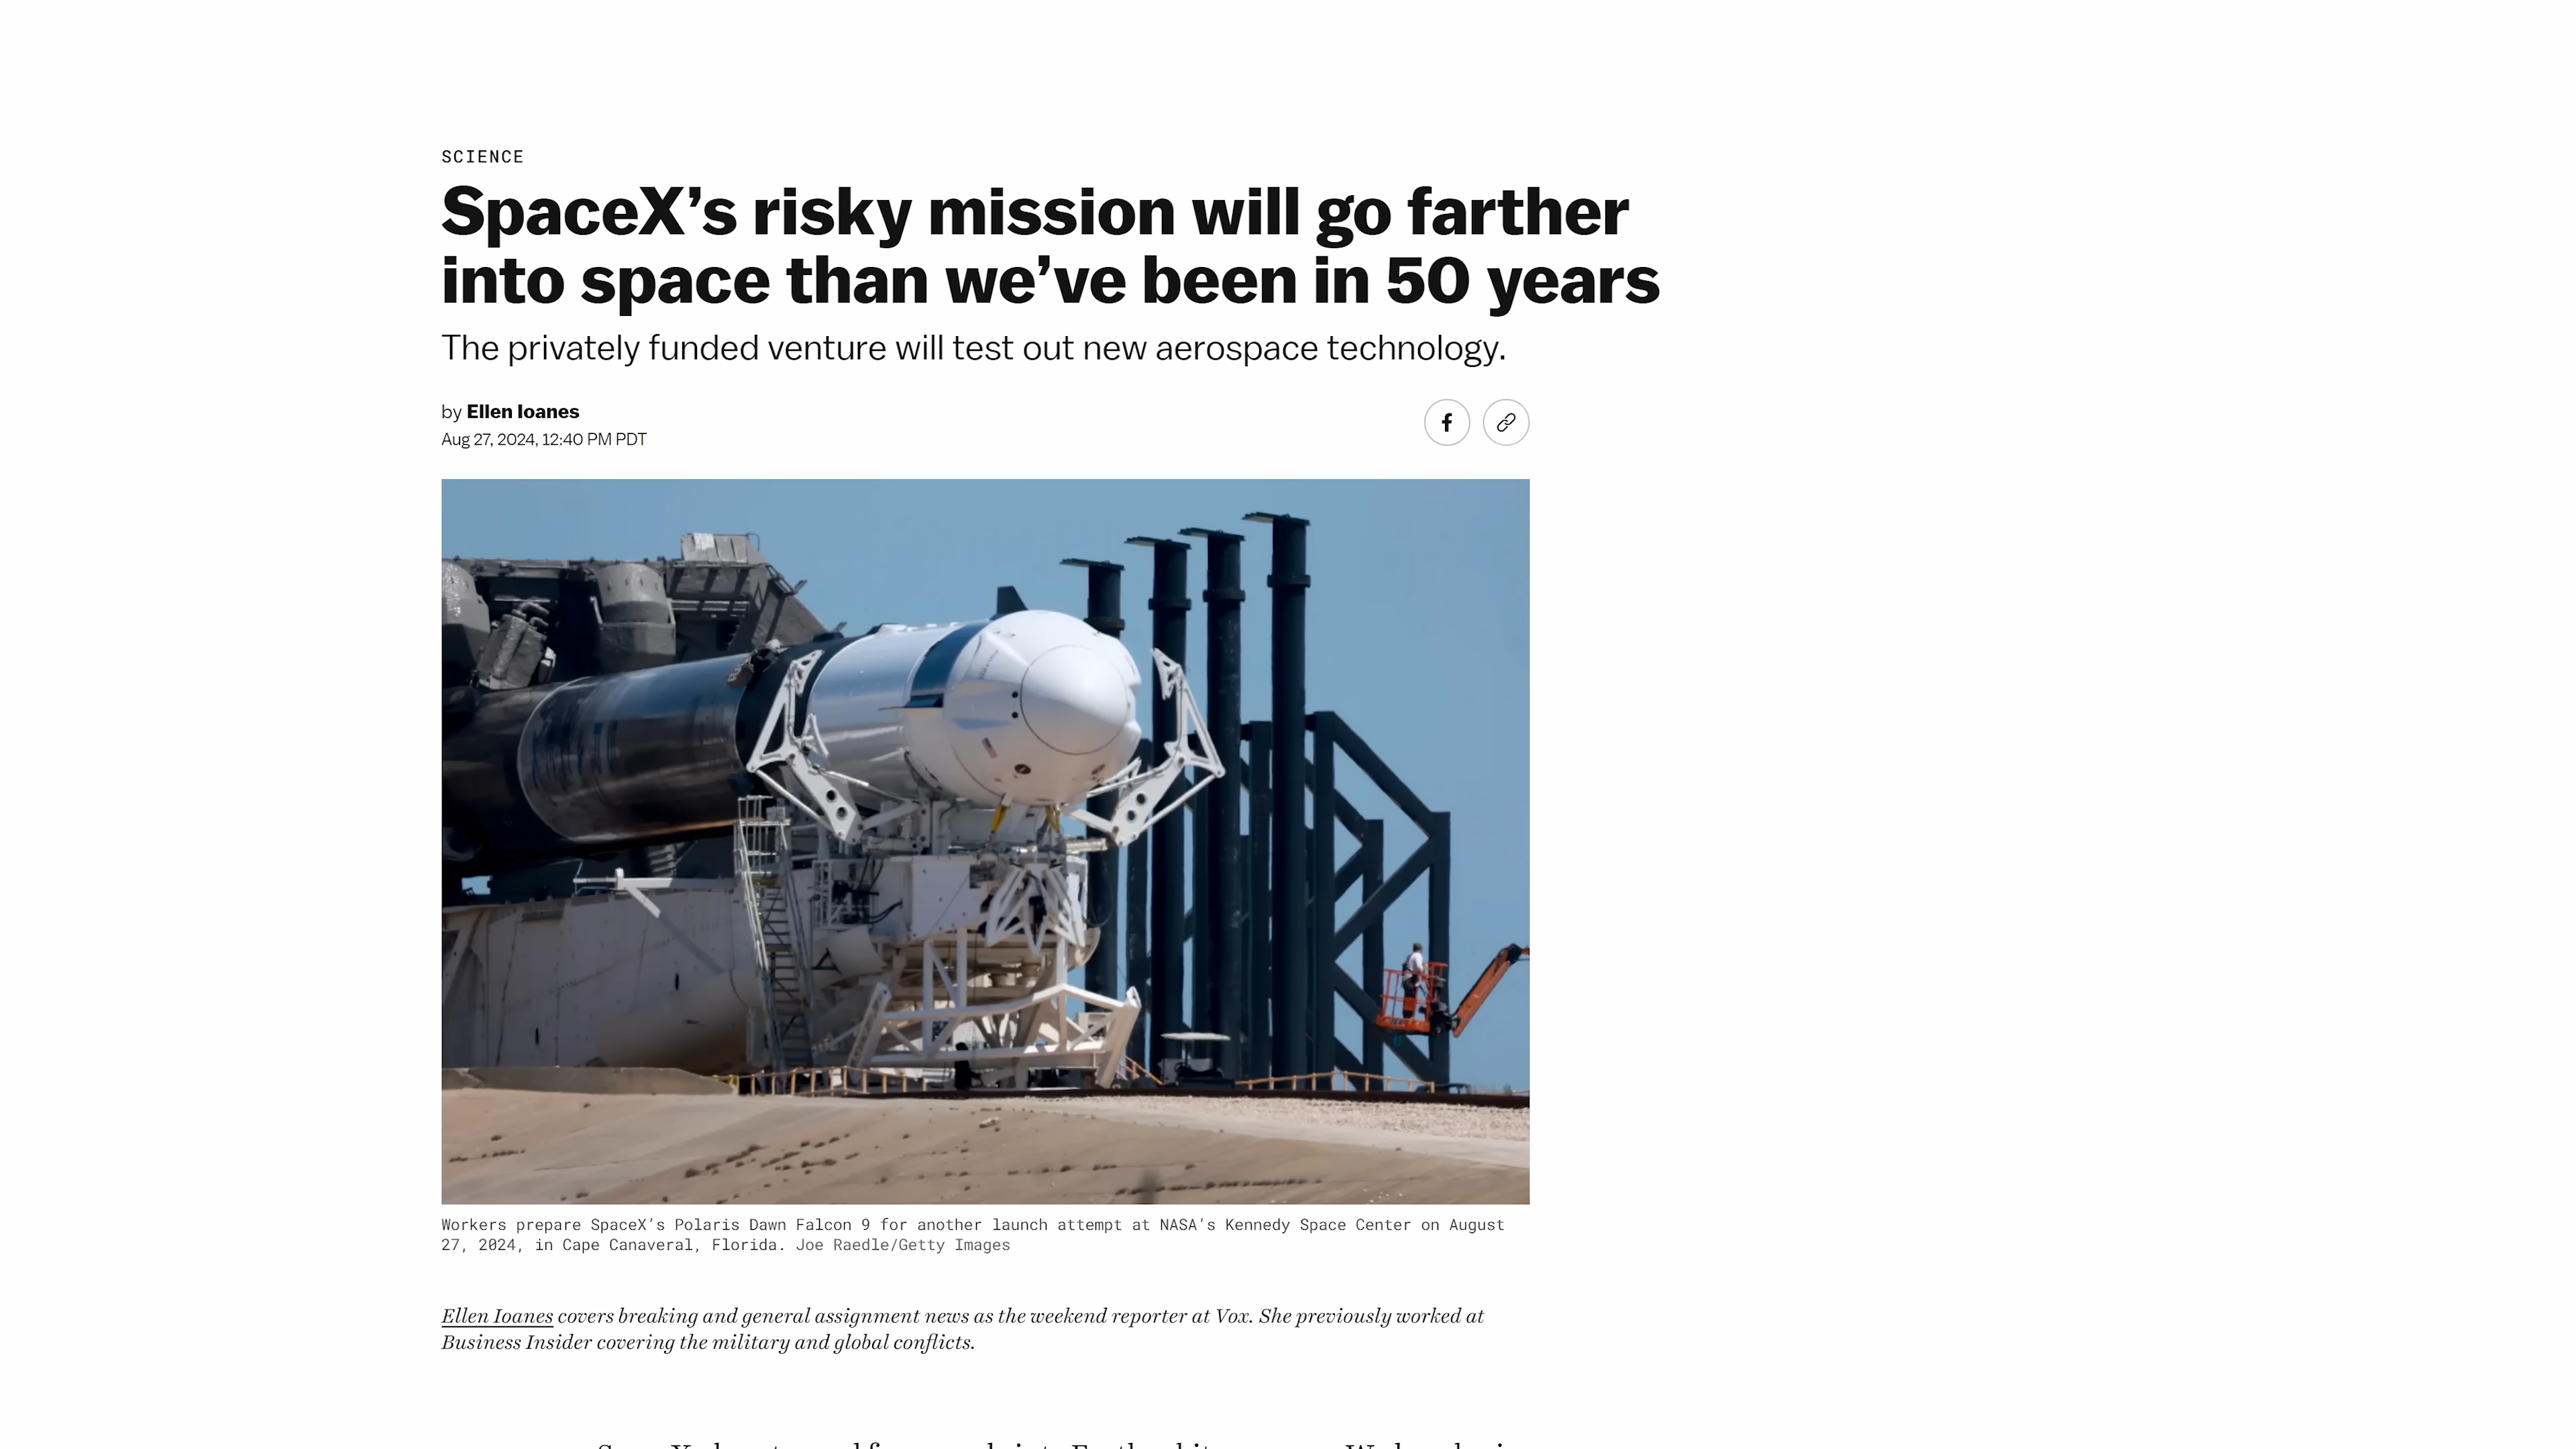 SCIENCE
SpaceX’s risky mission will go farther
into space than we’ve been in 50 years
The privately funded venture will test out new aerospace technology.
by Ellen Ioanes
Aug 27, 2024, 12:40 PM PDT
Workers prepare SpaceX’s Polaris Dawn Falcon 9 for another launch attempt at NASA’s Kennedy Space Center on August
27, 2024, in Cape Canaveral, Florida. Joe Raedle/Getty Images
Ellen Ioanes covers breaking and general assignment news as the weekend reporter at Vox. She previously worked at
Business Insider covering the military and global conflicts.